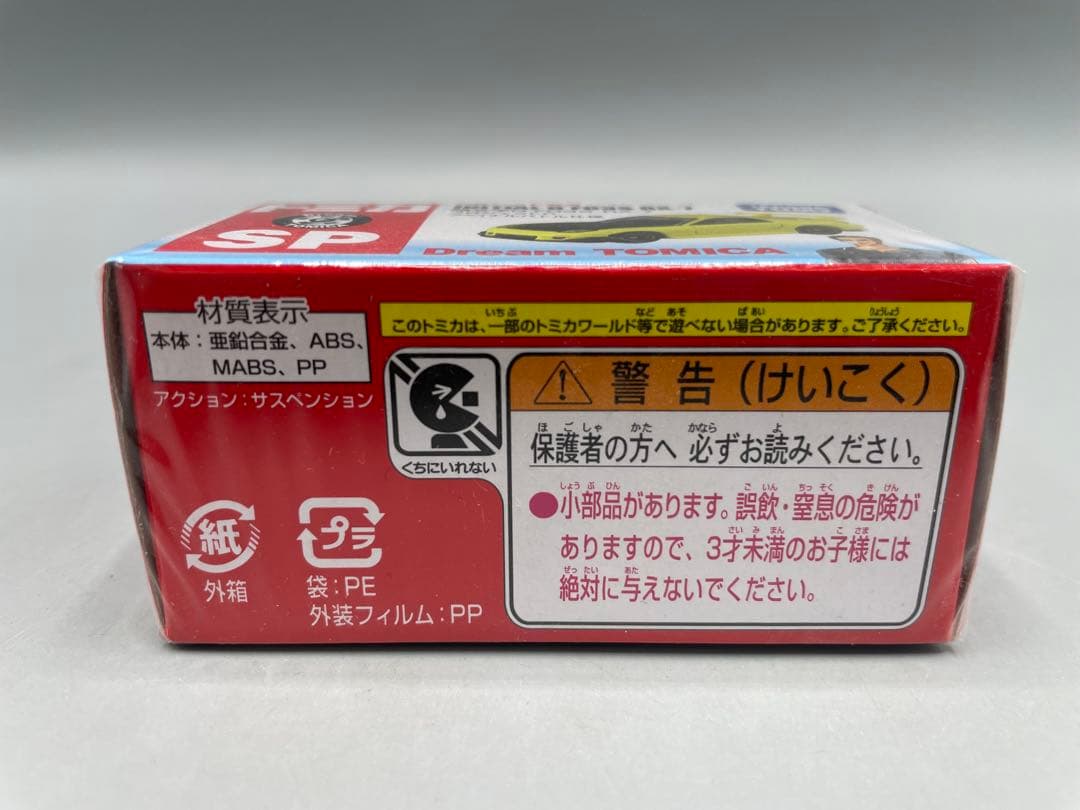 SP
Dream TOMICA
材質表示
本体：亜鉛合金、ABS、
MABS、PP
アクション：サスペンション
このトミカは、一部のトミカワールド等で遊べない場合があります。ご了承ください。
くちにいれない
警告（けいこく）
保護者の方へ 必ずお読みください。
●小部品があります。誤飲・窒息の危険が
ありますので、3才未満のお子様には
絶対に与えないでください。
紙
外箱
プラ
袋：PE
外装フィルム：PP